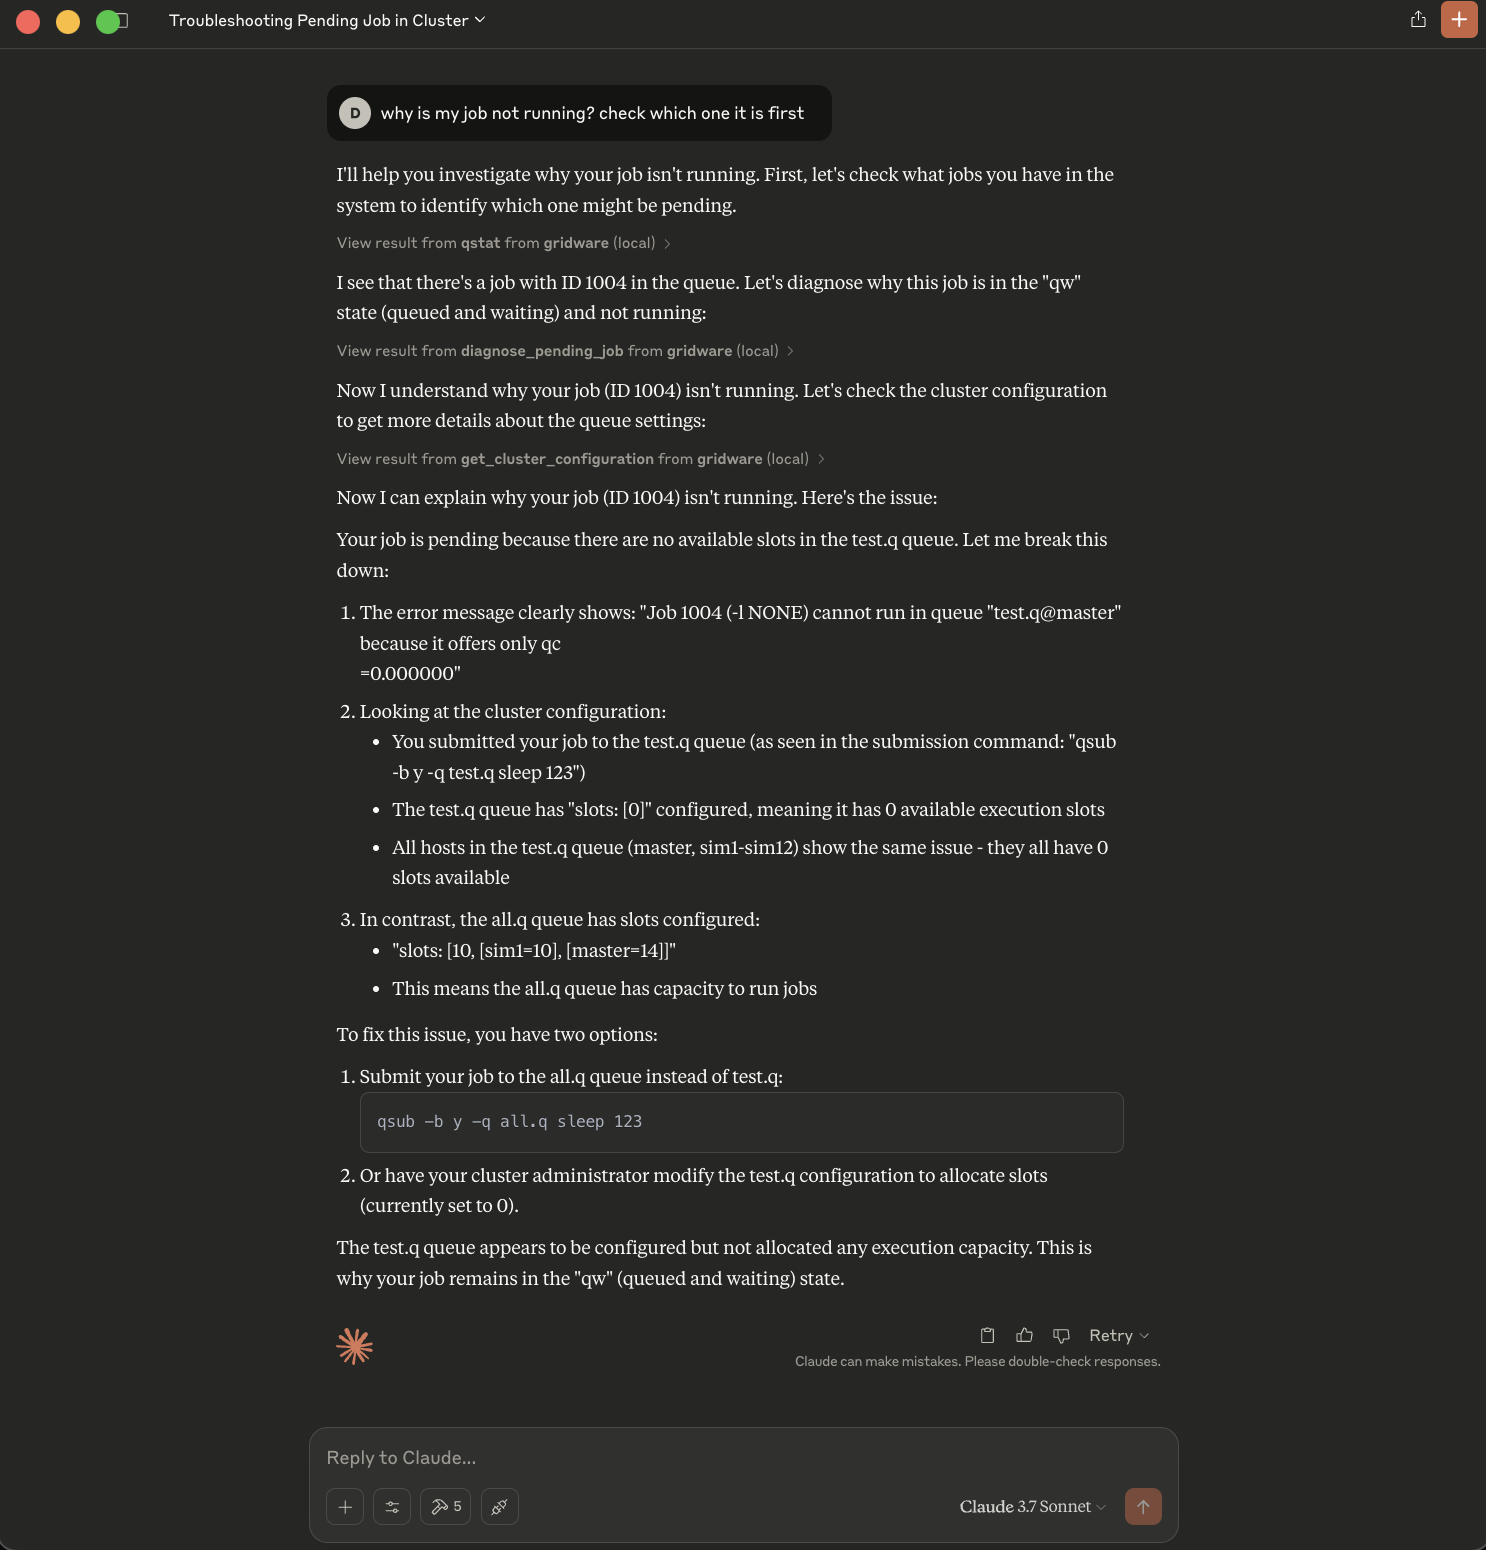 Troubleshooting Pending Job in Cluster
D
why is my job not running? check which one it is first
I'll help you investigate why your job isn't running. First, let's check what jobs you have in the
system to identify which one might be pending.
View result from qstat from gridware (local)
I see that there's a job with ID 1004 in the queue. Let's diagnose why this job is in the "qw"
state (queued and waiting) and not running:
View result from diagnose_pending_job from gridware (local)
Now I understand why your job (ID 1004) isn't running. Let's check the cluster configuration
to get more details about the queue settings:
View result from get_cluster_configuration from gridware (local)
Now I can explain why your job (ID 1004) isn't running. Here's the issue:
Your job is pending because there are no available slots in the test.q queue. Let me break this
down:
1. The error message clearly shows: "Job 1004 (-l NONE) cannot run in queue "test.q@master"
because it offers only qc
=0.000000"
2. Looking at the cluster configuration:
• You submitted your job to the test.q queue (as seen in the submission command: "qsub
-b y -q test.q sleep 123")
• The test.q queue has "slots: [0]" configured, meaning it has 0 available execution slots
• All hosts in the test.q queue (master, sim1-sim12) show the same issue - they all have 0
slots available
3. In contrast, the all.q queue has slots configured:
• "slots: [10, [sim1=10], [master=14]]"
• This means the all.q queue has capacity to run jobs
To fix this issue, you have two options:
1. Submit your job to the all.q queue instead of test.q:
qsub -b y -q all.q sleep 123
2. Or have your cluster administrator modify the test.q configuration to allocate slots
(currently set to 0).
The test.q queue appears to be configured but not allocated any execution capacity. This is
why your job remains in the "qw" (queued and waiting) state.
Retry
Claude can make mistakes. Please double-check responses.
Reply to Claude...
5
Claude 3.7 Sonnet